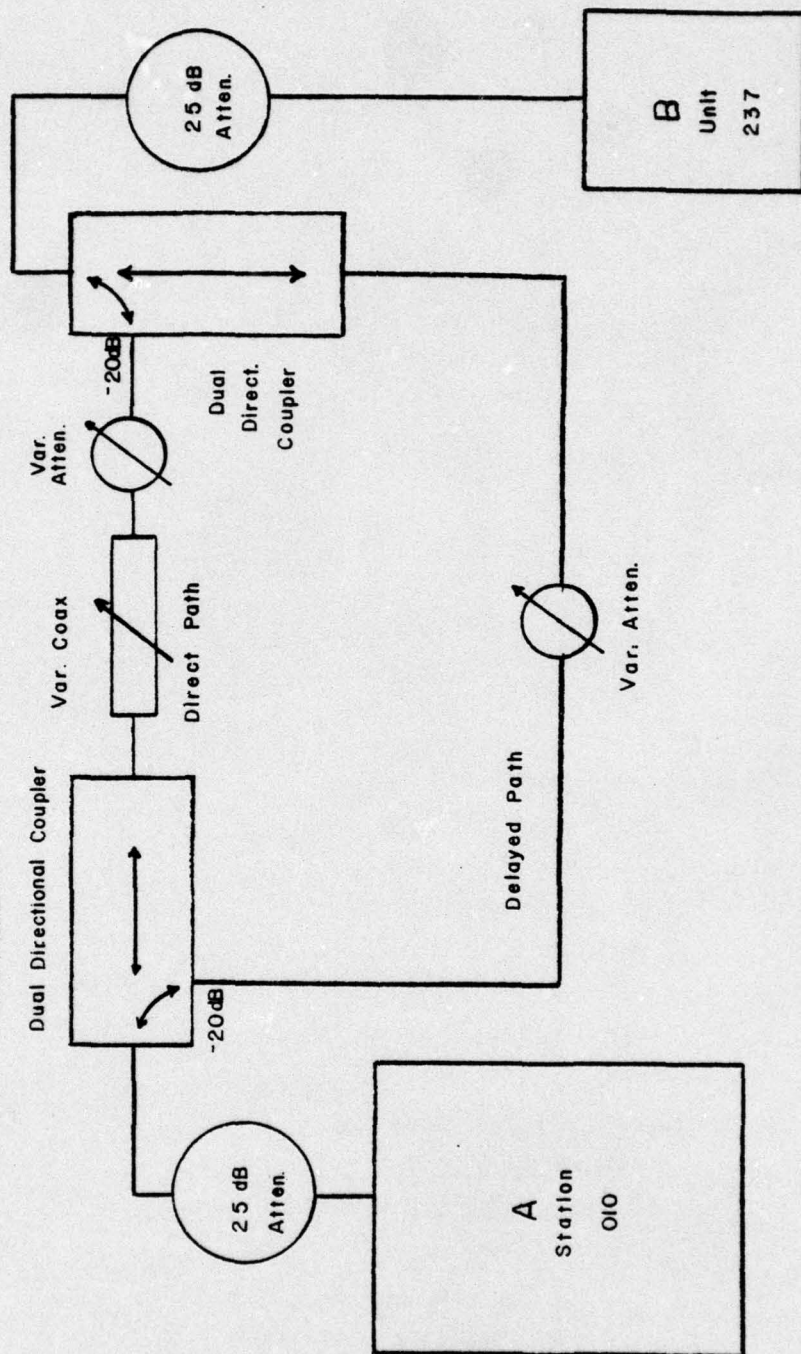 25 dB
Atten.
B
Unit
237
-20dB
Dual
Direct.
Coupler
Var.
Atten.
Var. Coax
Direct Path
Var. Atten.
Delayed Path
Dual Directional Coupler
-20dB
25 dB
Atten.
A
Station
010